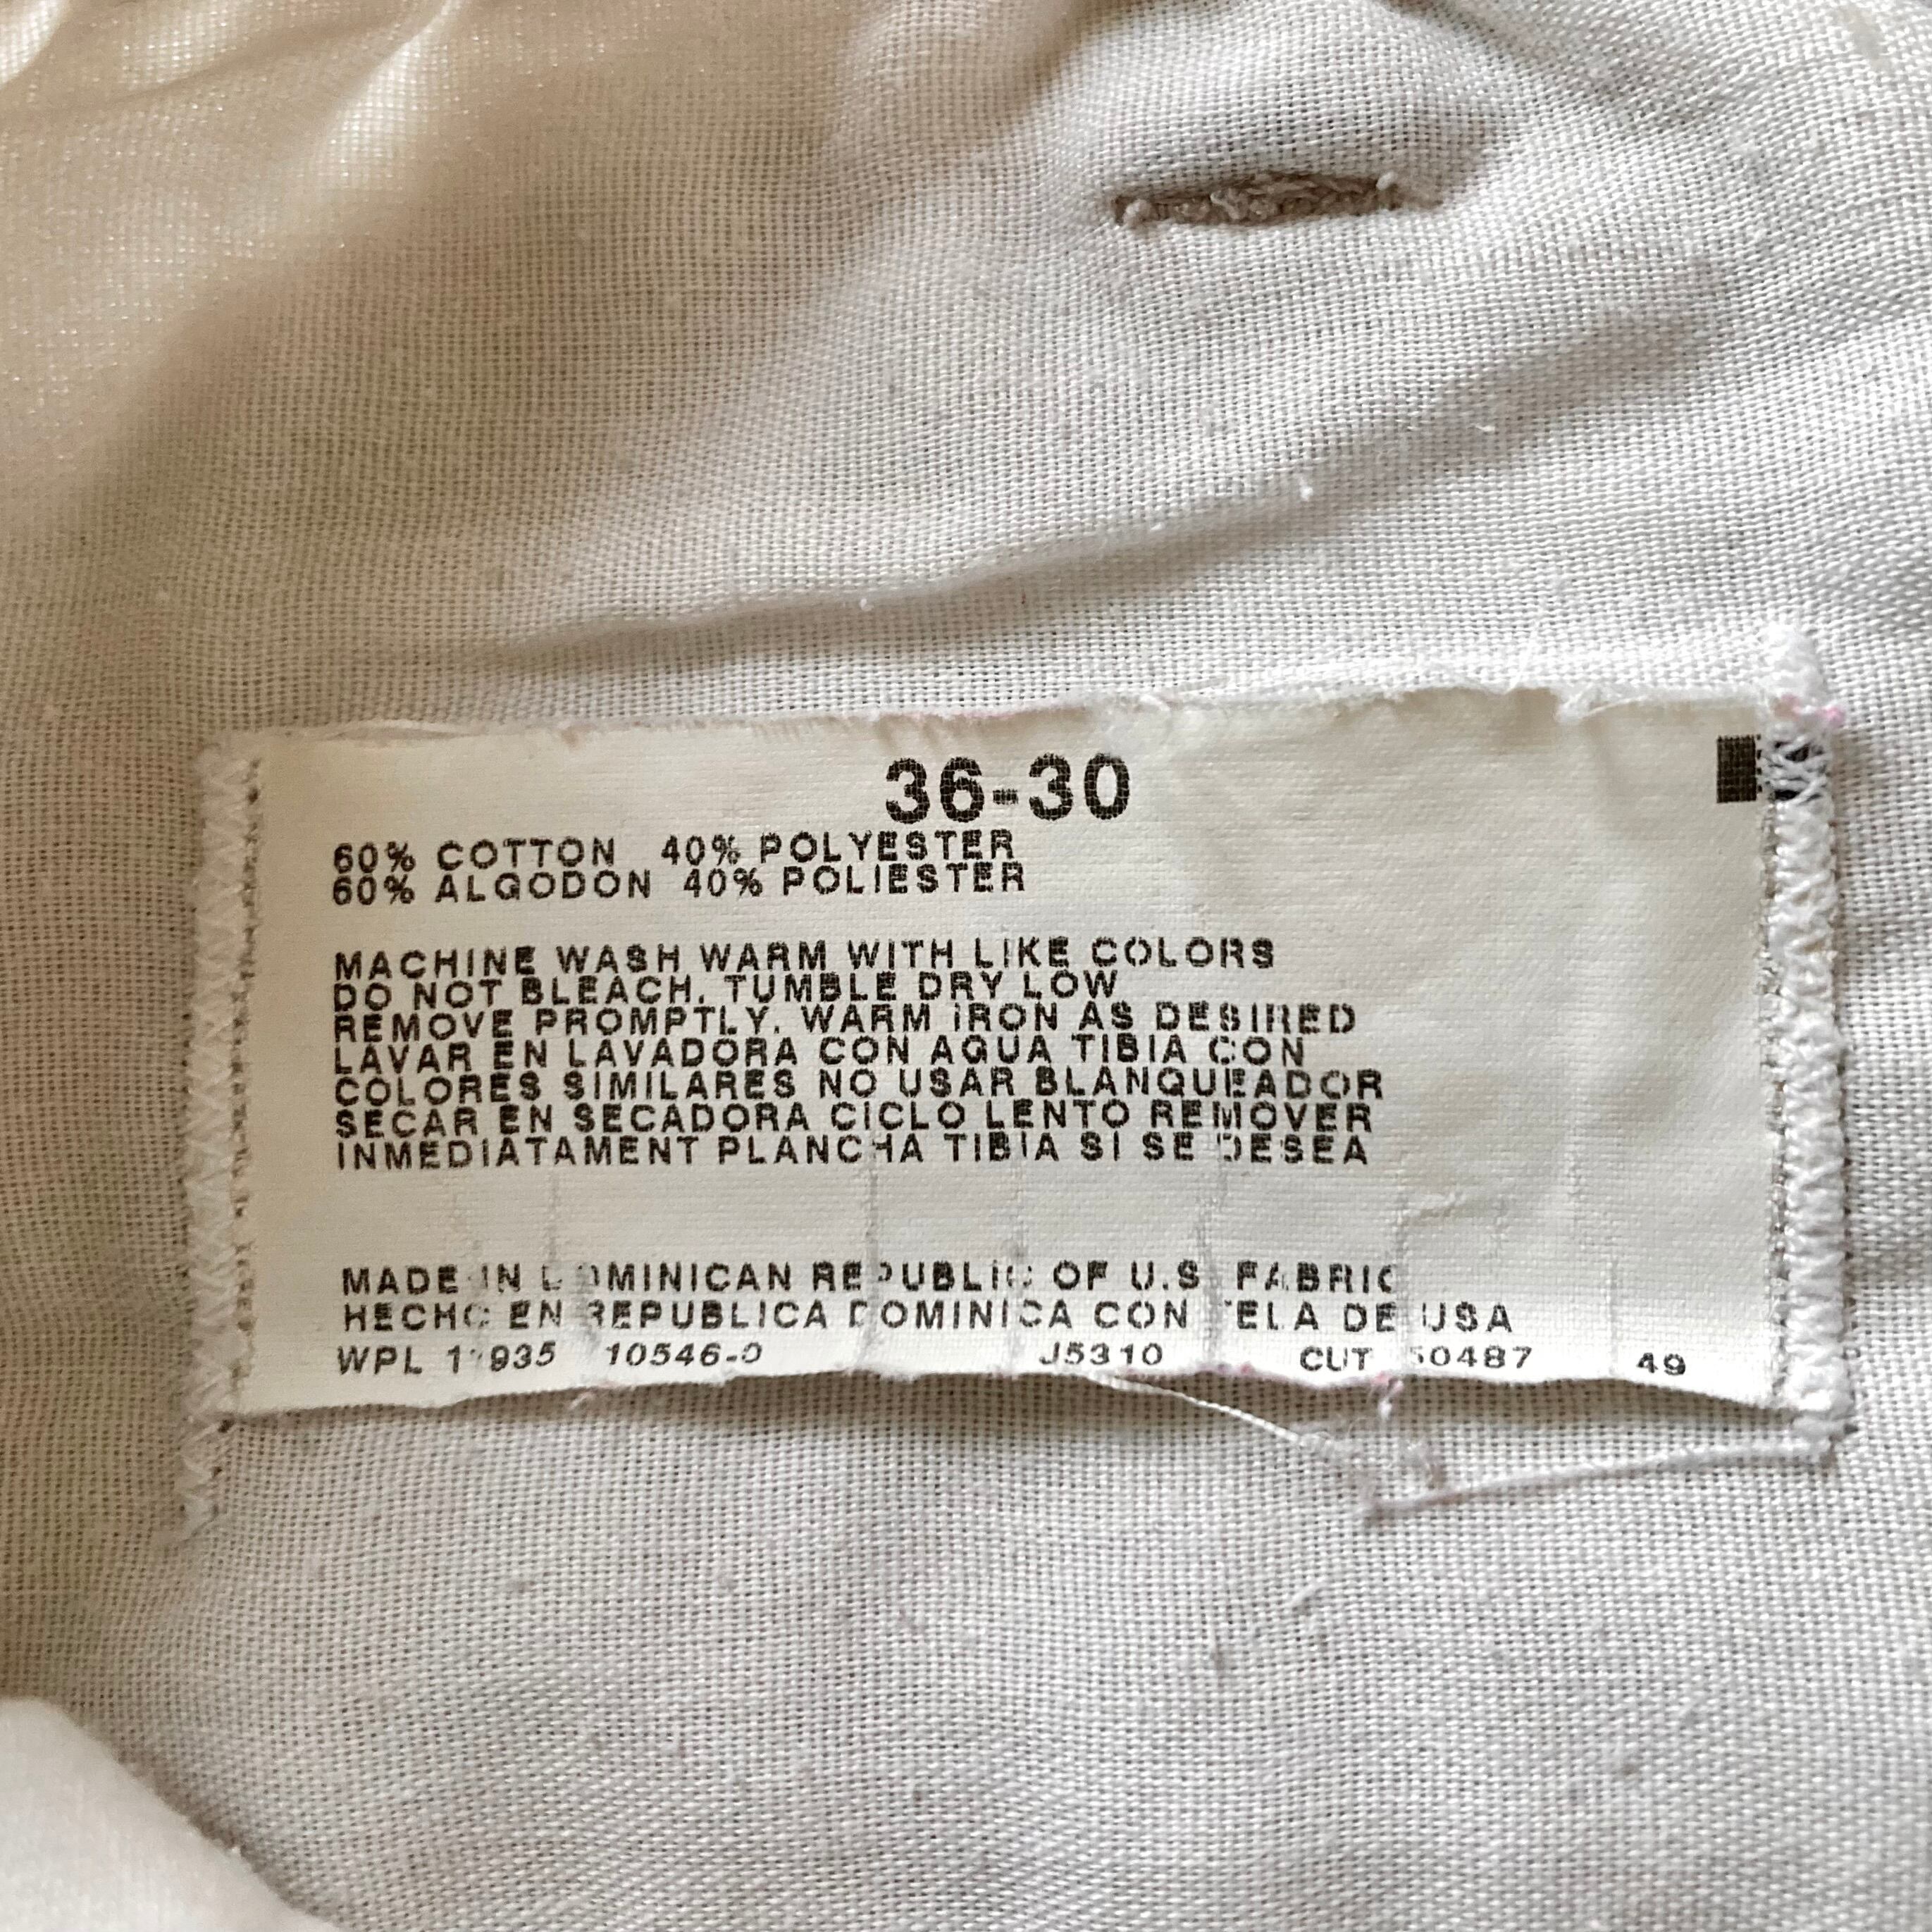 36-30
60% COTTON 40% POLYESTER
60% ALGODON 40% POLIESTER
MACHINE WASH WARM WITH LIKE COLORS
DO NOT BLEACH. TUMBLE DRY LOW
REMOVE PROMPTLY. WARM IRON AS DESIRED
LAVAR EN LAVADORA CON AGUA TIBIA CON
COLORES SIMILARES NO USAR BLANQUEADOR
SECAR EN SECADORA CICLO LENTO REMOVER
INMEDIATAMENT PLANCHA TIBIA SI SE DESEA
MADE IN DOMINICAN REPUBLIC OF U.S FABRIC
HECHO EN REPUBLICA DOMINICA CON TELA DE USA
WPL 10546-0 J5310 CUT 49